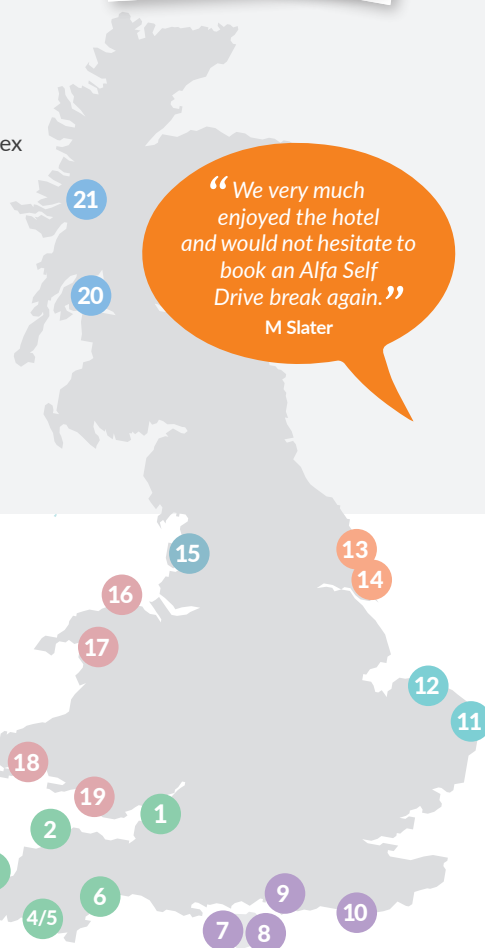 ex
21
“ We very much
enjoyed the hotel
and would not hesitate to
book an Alfa Self
Drive break again.”
M Slater
20
15
13
14
16
17
12
11
18
19
1
2
9
6
10
4/5
7
8